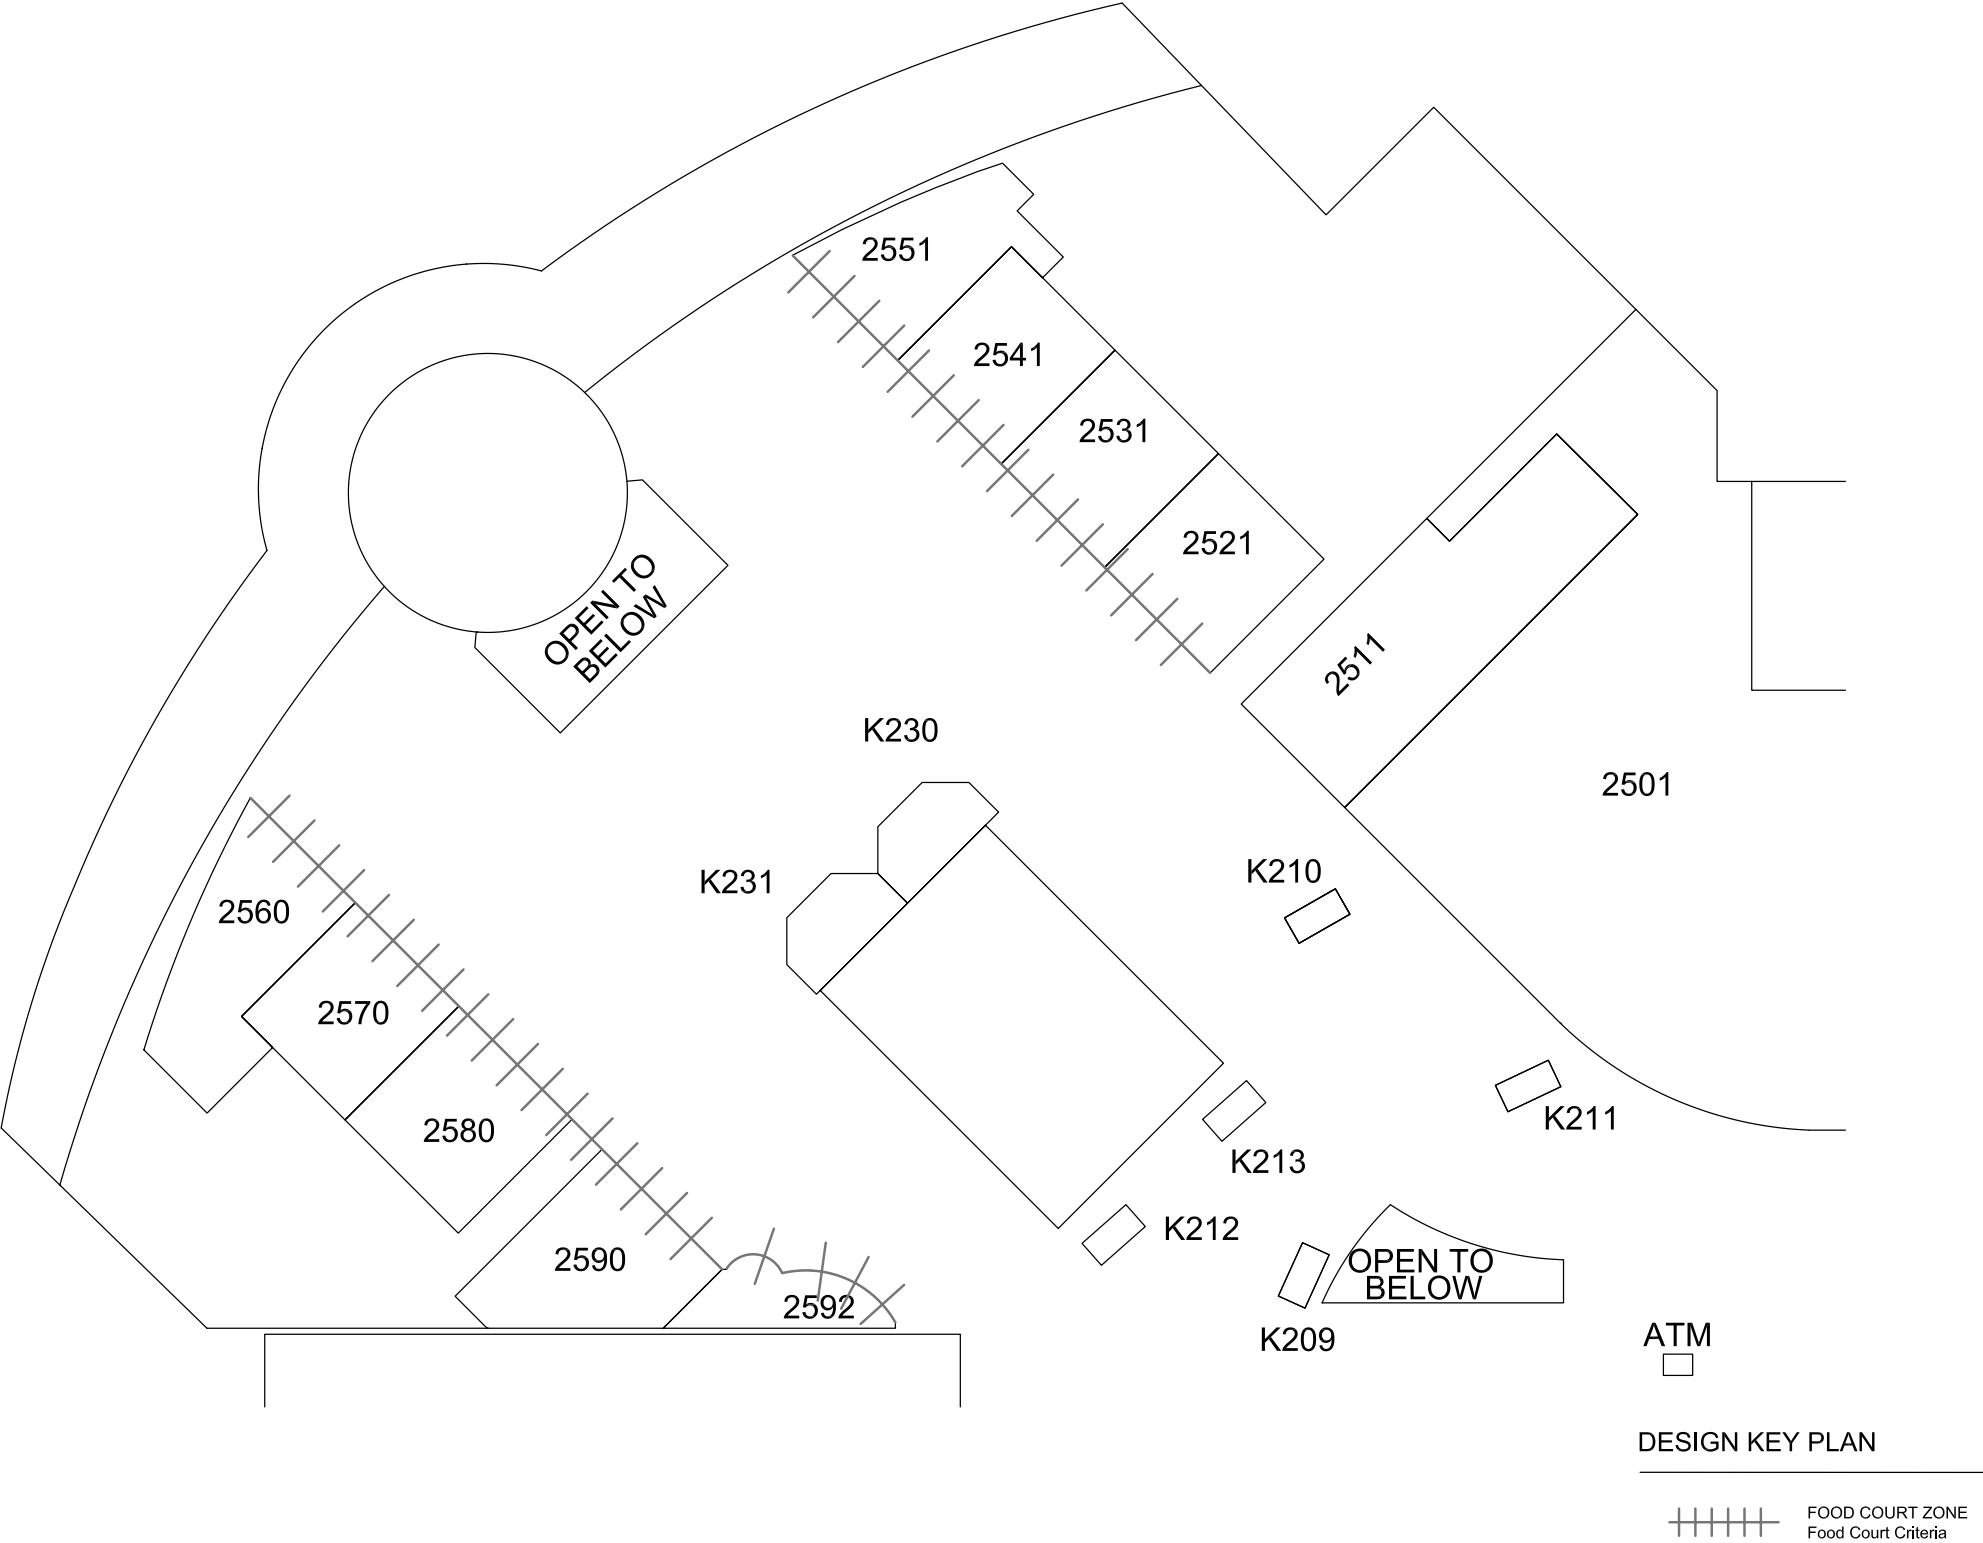 2551
2541
2531
2521
OPEN TO
BELOW
2511
K230
2501
K231
K210
2560
2570
2580
K211
K213
K212
2590
2592
OPEN TO
BELOW
K209
ATM
DESIGN KEY PLAN
FOOD COURT ZONE
Food Court Criteria